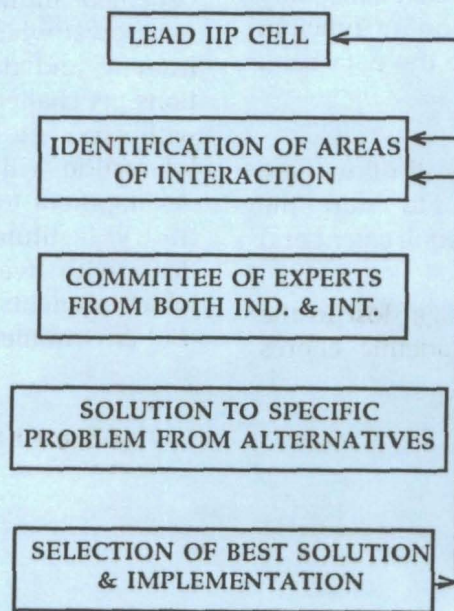 LEAD IIP CELL
IDENTIFICATION OF AREAS
OF INTERACTION
COMMITTEE OF EXPERTS
FROM BOTH IND. & INT.
SOLUTION TO SPECIFIC
PROBLEM FROM ALTERNATIVES
SELECTION OF BEST SOLUTION
& IMPLEMENTATION